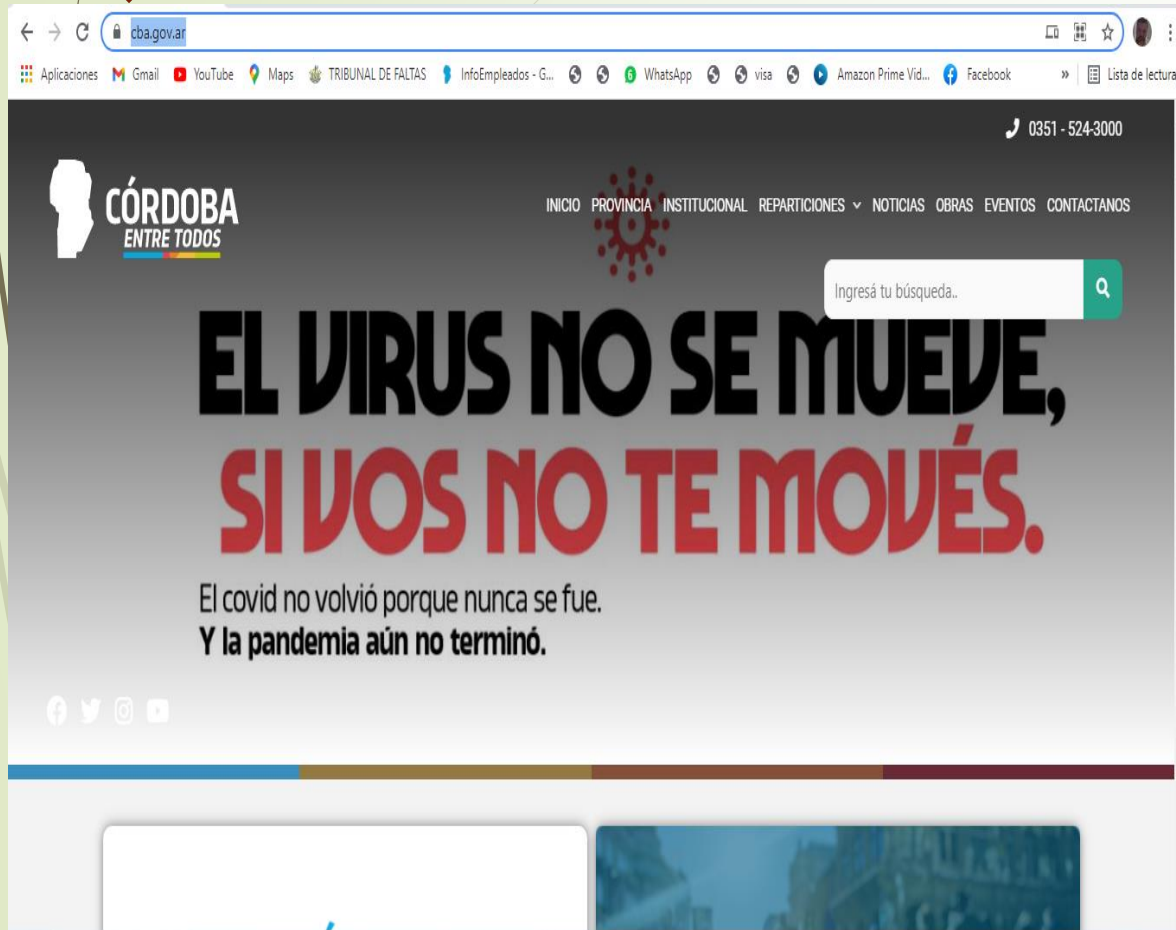 cba.gov.ar
Aplicaciones Gmail YouTube Maps TRIBUNAL DE FALTAS InfoEmpleados - G... WhatsApp visa Amazon Prime Vid... Facebook » Lista de lectura
0351 - 524-3000
CÓRDOBA
ENTRE TODOS
INICIO PROVINCIA INSTITUCIONAL REPARTICIONES NOTICIAS OBRAS EVENTOS CONTACTANOS
Ingresá tu búsqueda..
EL VIRUS NO SE MUEVE,
SI VOS NO TE MOVÉS.
El covid no volvió porque nunca se fue.
Y la pandemia aún no terminó.